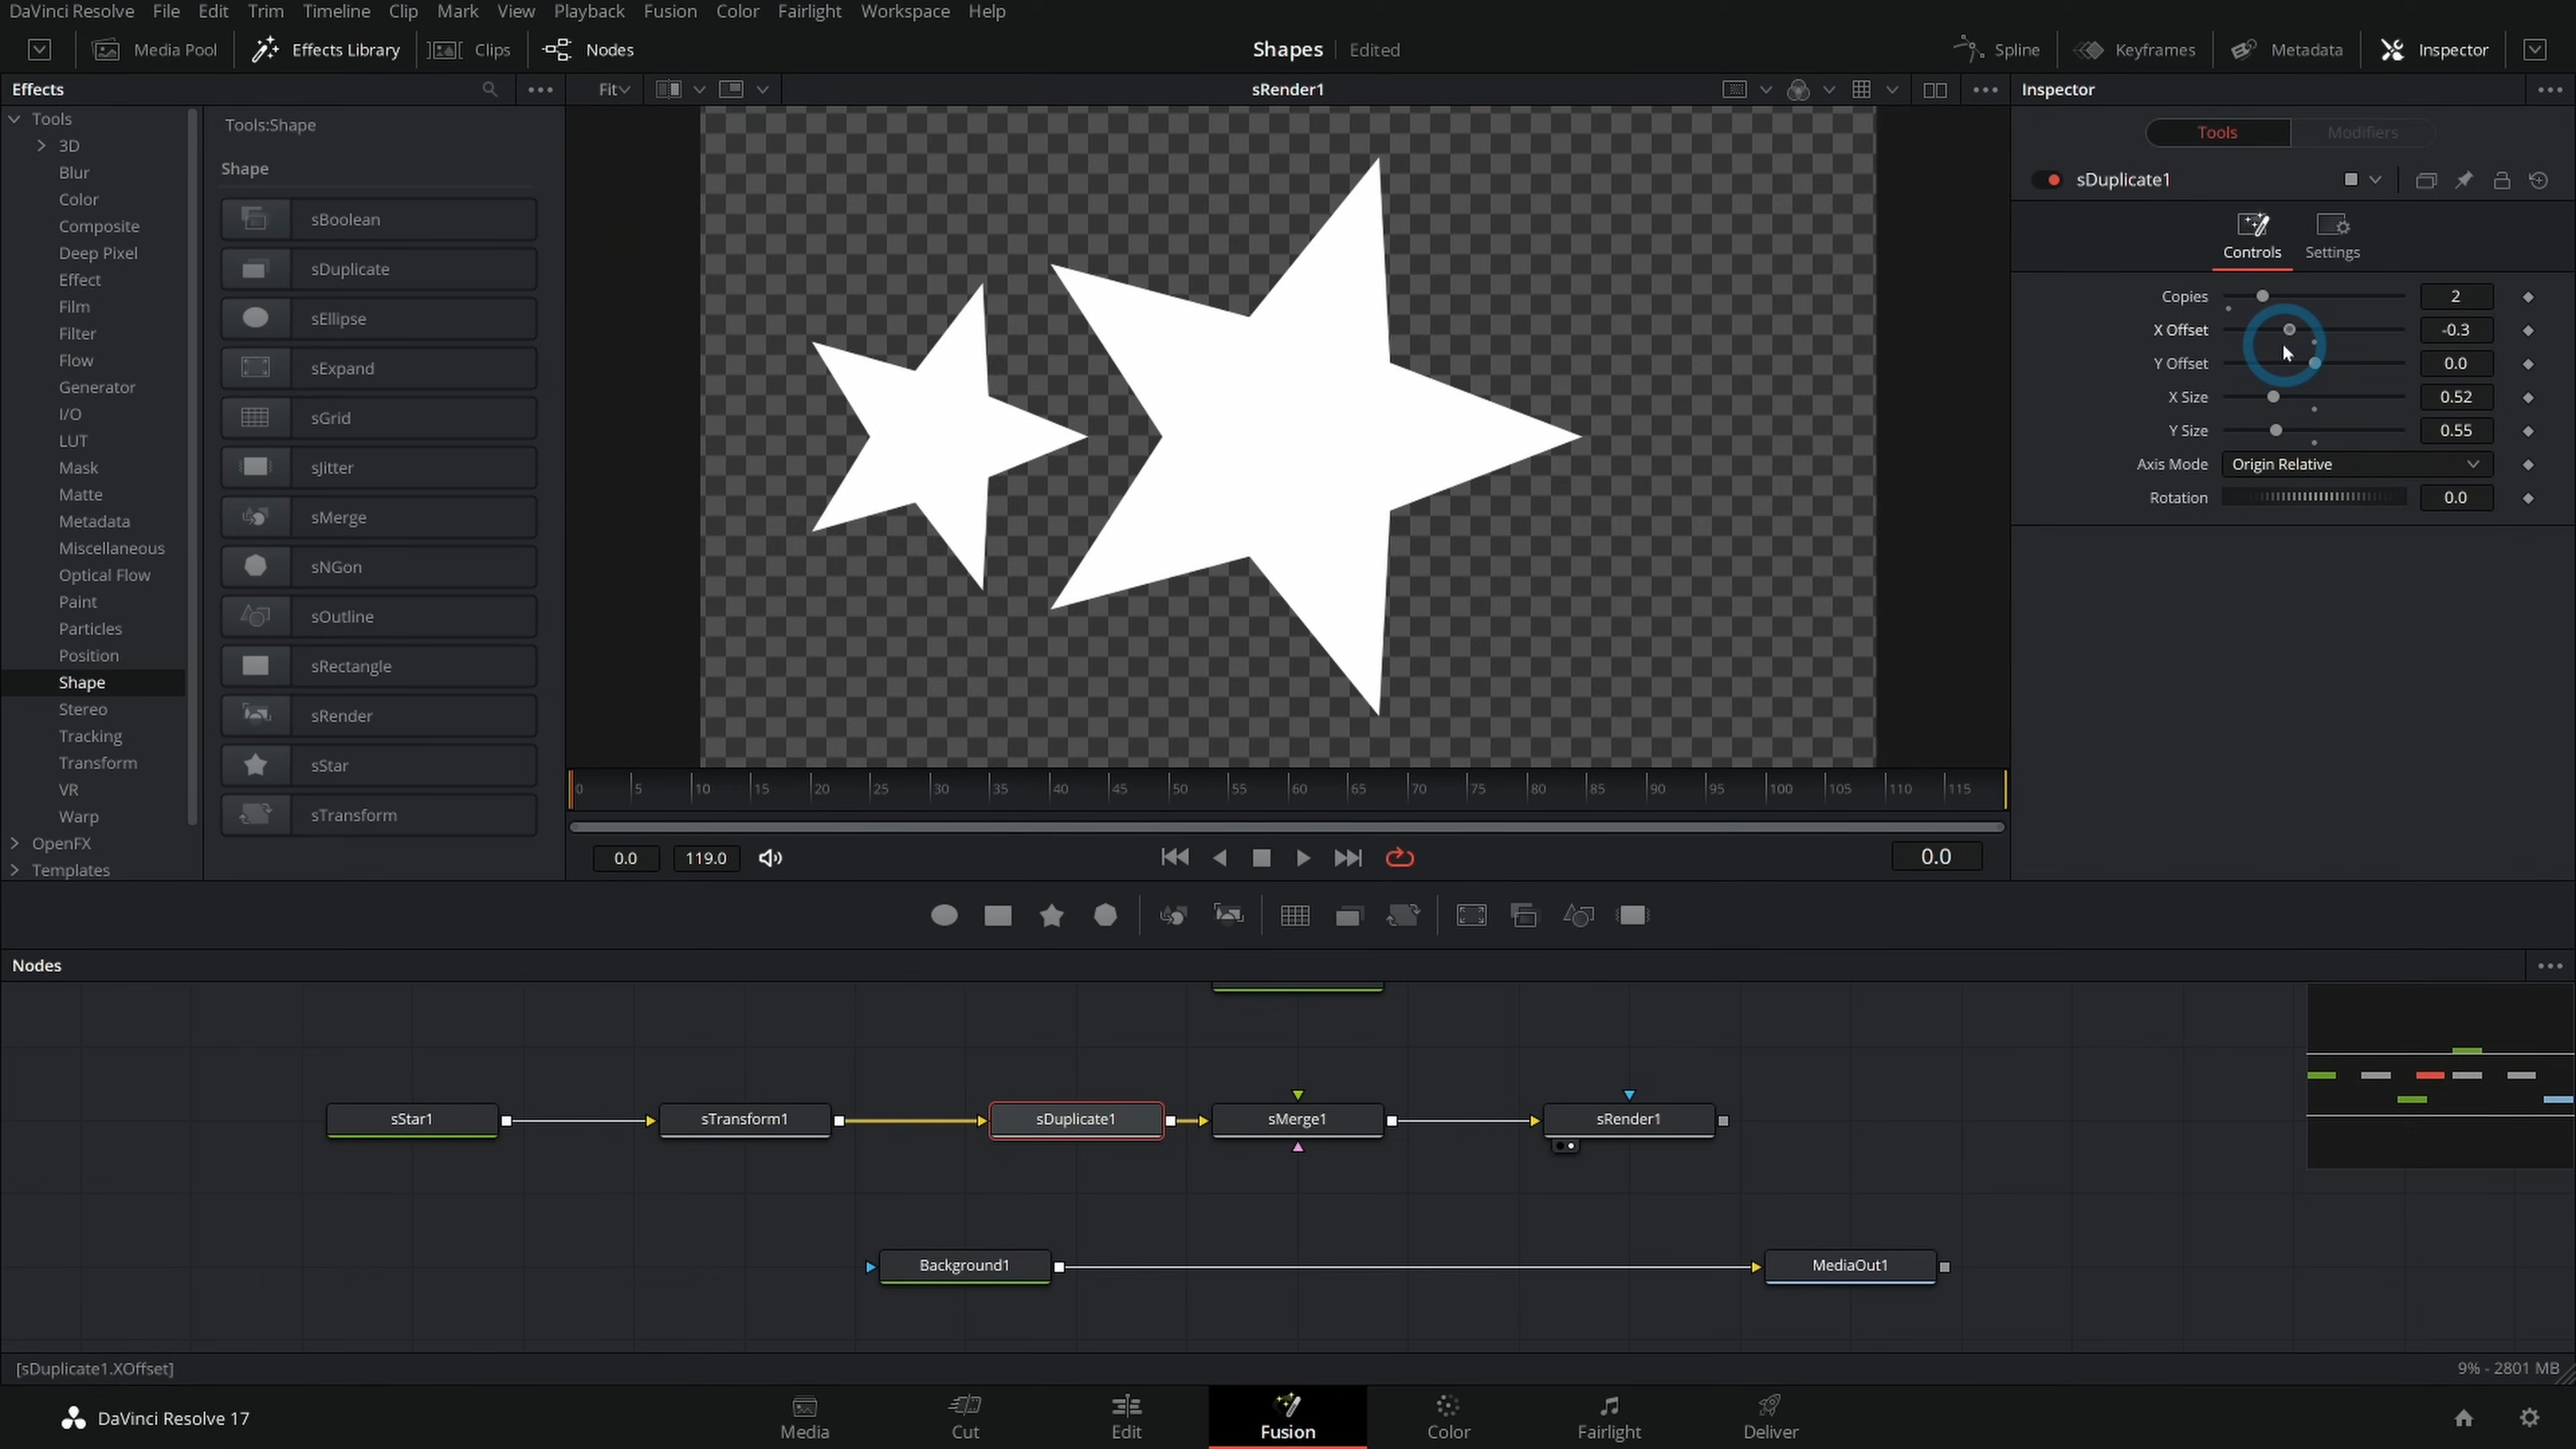 DaVinci Resolve File Edit Trim Timeline Clip Mark View Playback Fusion Color Fairlight Workspace Help
Media Pool Effects Library Clips Nodes Shapes Edited Spline Keyframes Metadata Inspector
Effects Fit sRender1 Inspector
Tools
3D
Blur
Color
Composite
Deep Pixel
Effect
Film
Filter
Flow
Generator
I/O
LUT
Mask
Matte
Metadata
Miscellaneous
Optical Flow
Paint
Particles
Position
Shape
Stereo
Tracking
Transform
VR
Warp
OpenFX
Templates
Tools:Shape
Shape
sBoolean
sDuplicate
sEllipse
sExpand
sGrid
sJitter
sMerge
sNGon
sOutline
sRectangle
sRender
sStar
sTransform
0 5 10 15 20 25 30 35 40 45 50 55 60 65 70 75 80 85 90 95 100 105 110 115
0.0 119.0 0.0
Tools Modifiers
sDuplicate1
Controls Settings
Copies 2
X Offset -0.3
Y Offset 0.0
X Size 0.52
Y Size 0.55
Axis Mode Origin Relative
Rotation 0.0
Nodes
sStar1 sTransform1 sDuplicate1 sMerge1 sRender1
Background1 MediaOut1
[sDuplicate1.XOffset] 9% - 2801 MB
DaVinci Resolve 17 Media Cut Edit Fusion Color Fairlight Deliver